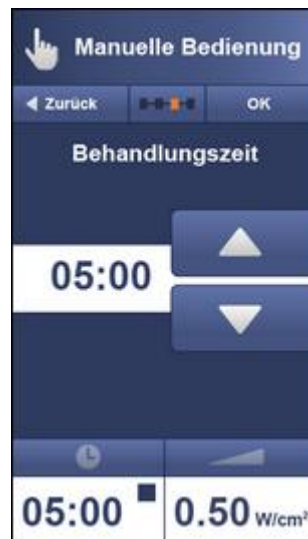 Manuelle Bedienung
Zurück OK
Behandlungszeit
05:00
05:00 0.50 W/cm²